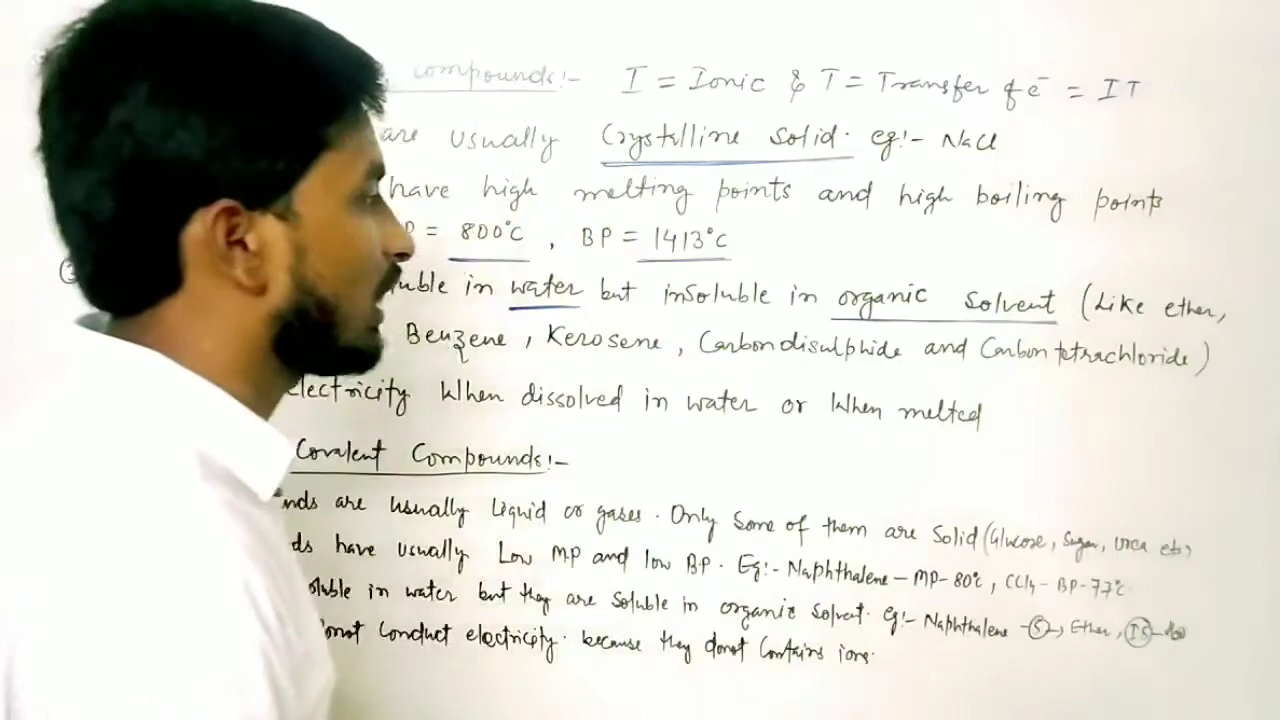 compounds:- I = Ionic & T = Transfer of e⁻ = IT
are usually Crystalline Solid. eg:- NaCl
have high melting points and high boiling points
P = 800°C , BP = 1413°C
uble in water but insoluble in organic Solvent (Like ether,
Benzene , Kerosene , Carbondisulphide and Carbontetrachloride)
electricity When dissolved in water or When melted
Covalent Compounds:-
nds are usually Liquid or gases. Only Some of them are Solid (Glucose, Sugar, Urea etc)
ds have usually Low M.P and low B.P. Eg:- Naphthalene - MP-80°C, CCl4 - BP-77°C
oluble in water but they are Soluble in organic Solvent. Eg:- Naphthalene -(S)-, Ether, (IS)-
onot Conduct electricity. because they donot Contains ions.